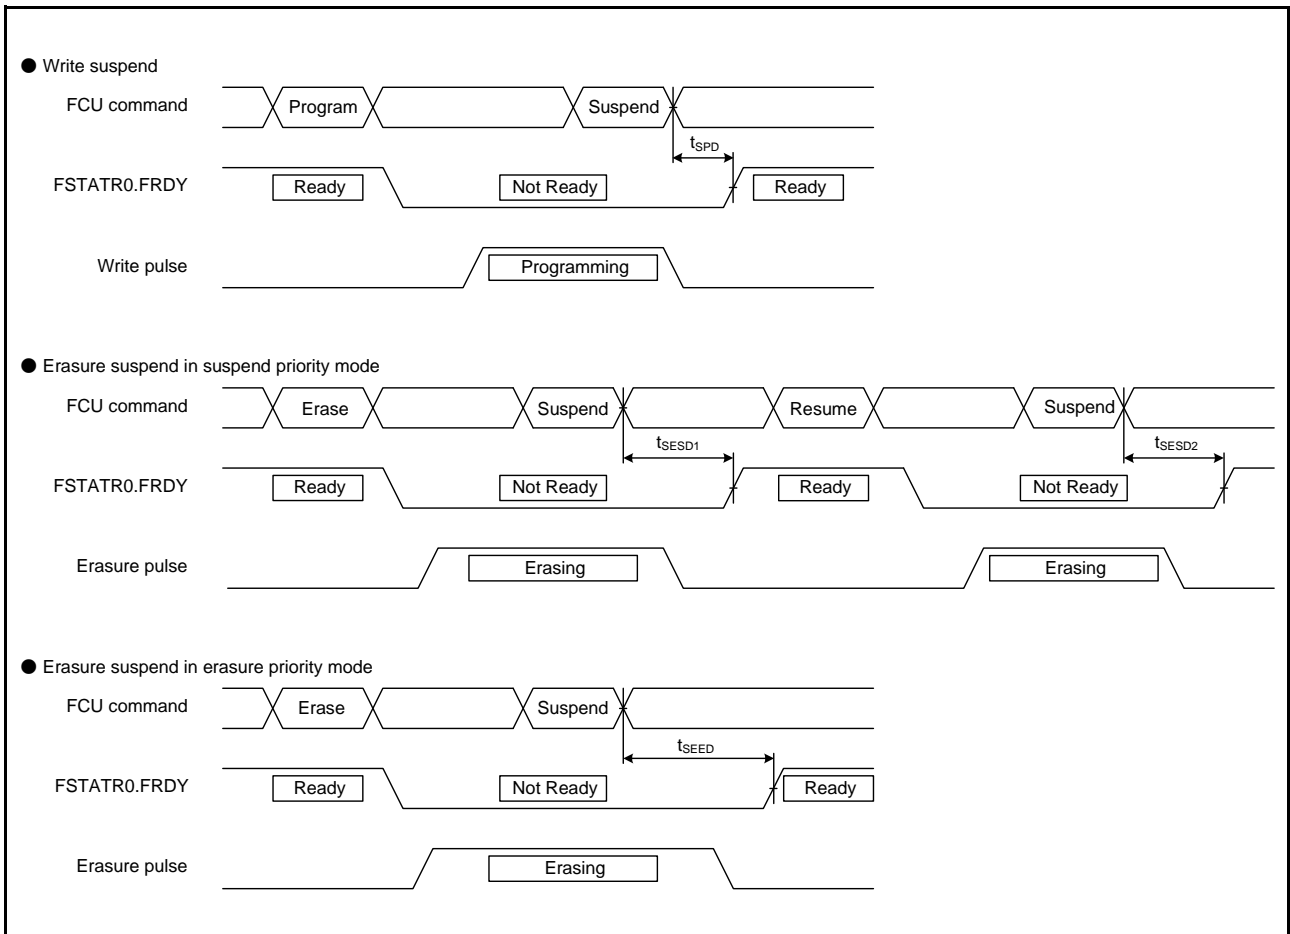 ● Write suspend
FCU command Program Suspend
tSPD
FSTATR0.FRDY Ready Not Ready Ready
Write pulse Programming
● Erasure suspend in suspend priority mode
FCU command Erase Suspend Resume Suspend
tSESD1 tSESD2
FSTATR0.FRDY Ready Not Ready Ready Not Ready
Erasure pulse Erasing Erasing
● Erasure suspend in erasure priority mode
FCU command Erase Suspend
tSEED
FSTATR0.FRDY Ready Not Ready Ready
Erasure pulse Erasing